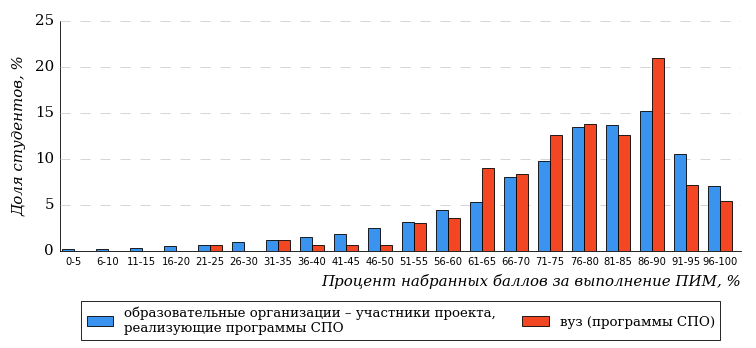 25
20
15
10
5
0
Доля студентов, %
0-5 6-10 11-15 16-20 21-25 26-30 31-35 36-40 41-45 46-50 51-55 56-60 61-65 66-70 71-75 76-80 81-85 86-90 91-95 96-100
Процент набранных баллов за выполнение ПИМ, %
образовательные организации – участники проекта,
реализующие программы СПО
вуз (программы СПО)